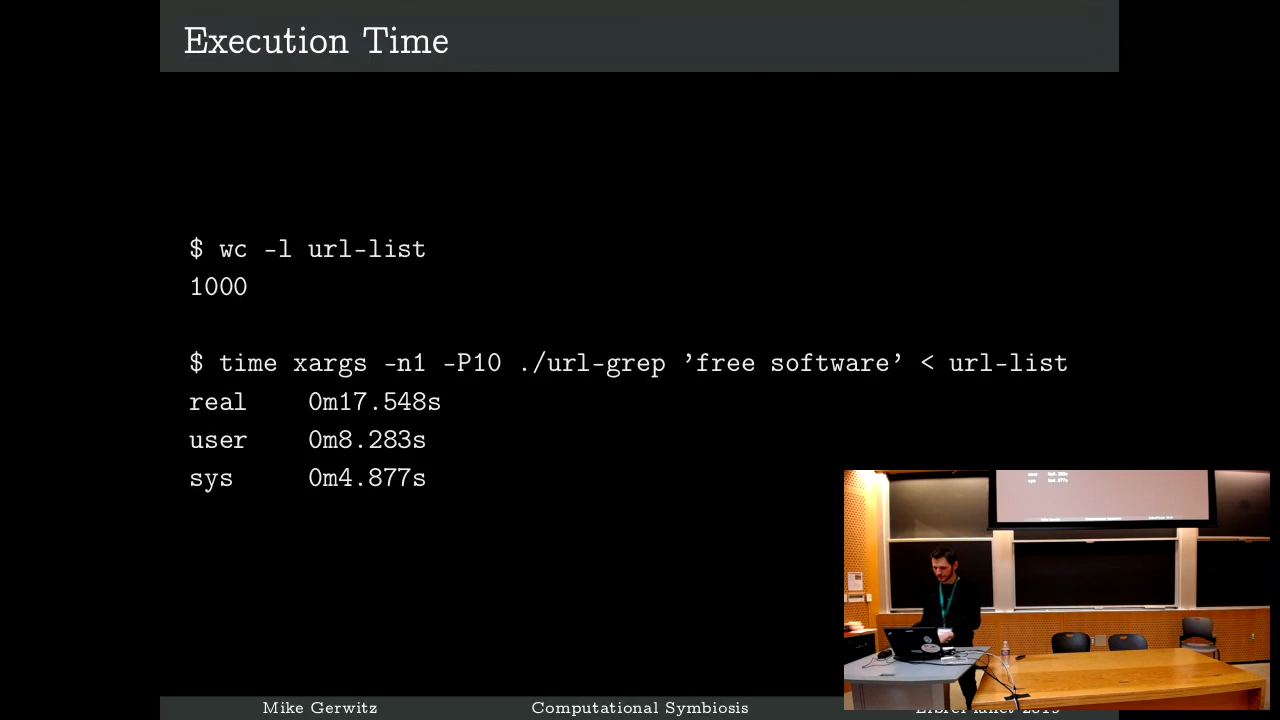 Execution Time
$ wc -l url-list
1000
$ time xargs -n1 -P10 ./url-grep ’free software’ < url-list
real 0m17.548s
user 0m8.283s
sys 0m4.877s
Mike Gerwitz Computational Symbiosis